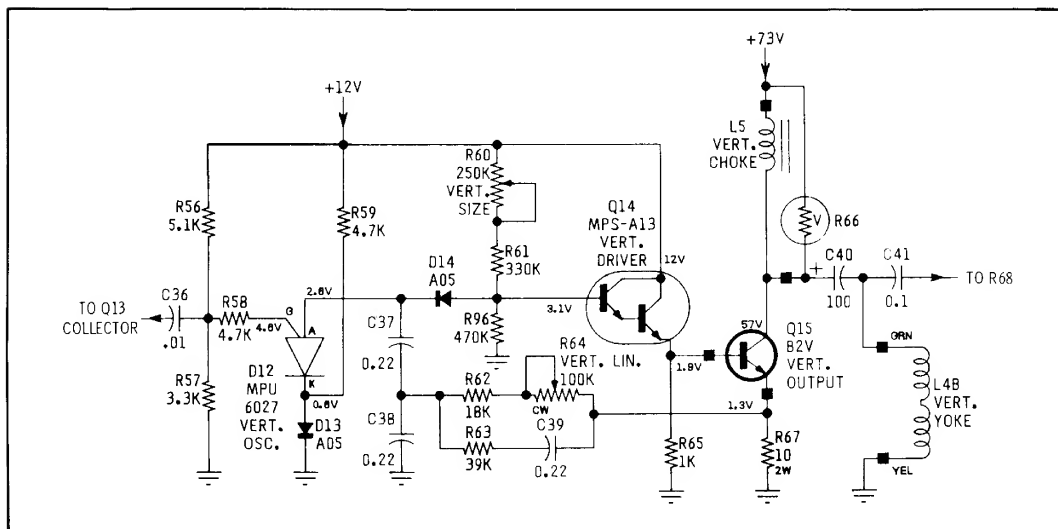 +73V
+12V
L5
VERT.
CHOKE
R60
250K
VERT.
SIZE
R56
5.1K
R59
4.7K
Q14
MPS-A13
VERT.
DRIVER
V
R66
R61
330K
12V
C40
C41
D14
A05
TO R68
2.8V
3.1V
+
100
0.1
TO Q13
COLLECTOR
C36
.01
R58
4.7K
4.6V
G
A
C37
0.22
R96
470K
57V
Q15
B2V
VERT.
OUTPUT
GRN
R64
VERT. LIN.
100K
1.9V
R57
3.3K
D12
MPU
6027
VERT.
OSC.
K
0.6V
R62
18K
CW
1.3V
L4B
VERT.
YOKE
D13
A05
C38
0.22
R63
39K
C39
0.22
R65
1K
R67
10
2W
YEL